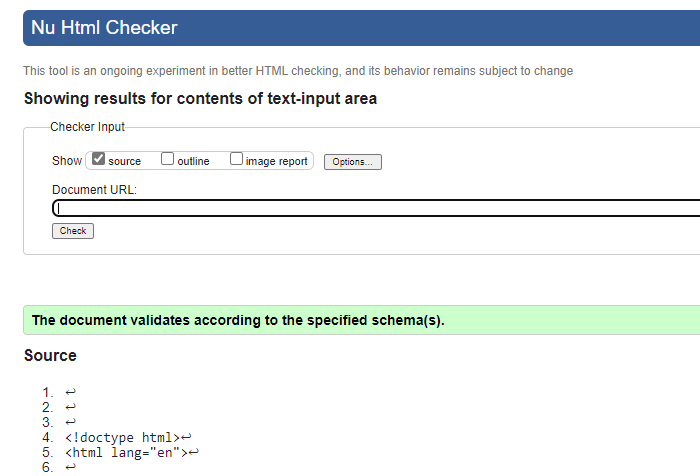 Nu Html Checker
This tool is an ongoing experiment in better HTML checking, and its behavior remains subject to change
Showing results for contents of text-input area
Checker Input
Show source outline image report Options...
Document URL:
Check
The document validates according to the specified schema(s).
Source
1. ↩
2. ↩
3. ↩
4. <!doctype html>↩
5. <html lang="en">↩
6. ↩